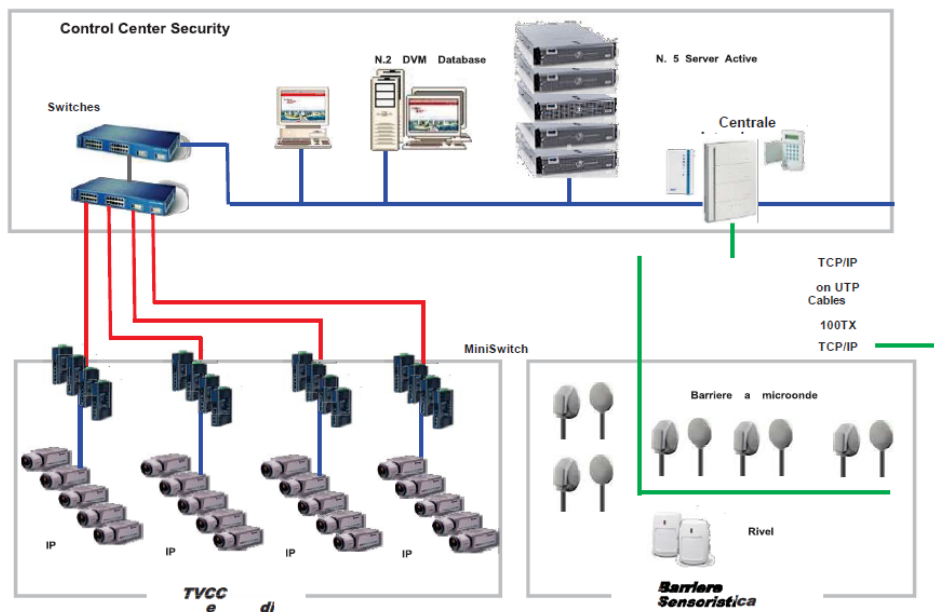 Control Center Security
N.2 DVM Database
N. 5 Server Active
Switches
Centrale
TCP/IP
on UTP
Cables
100TX
TCP/IP
MiniSwitch
Barriere a microonde
IP
IP
IP
IP
Rivel
TVCC
e di
Barriere
Sensoristica